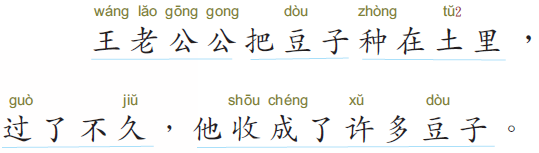 wáng lǎo gōng gong dòu zhòng tǔ2
王老公公把豆子种在土里，
guò jiǔ shōu chéng xǔ dòu
过了不久，他收成了许多豆子。